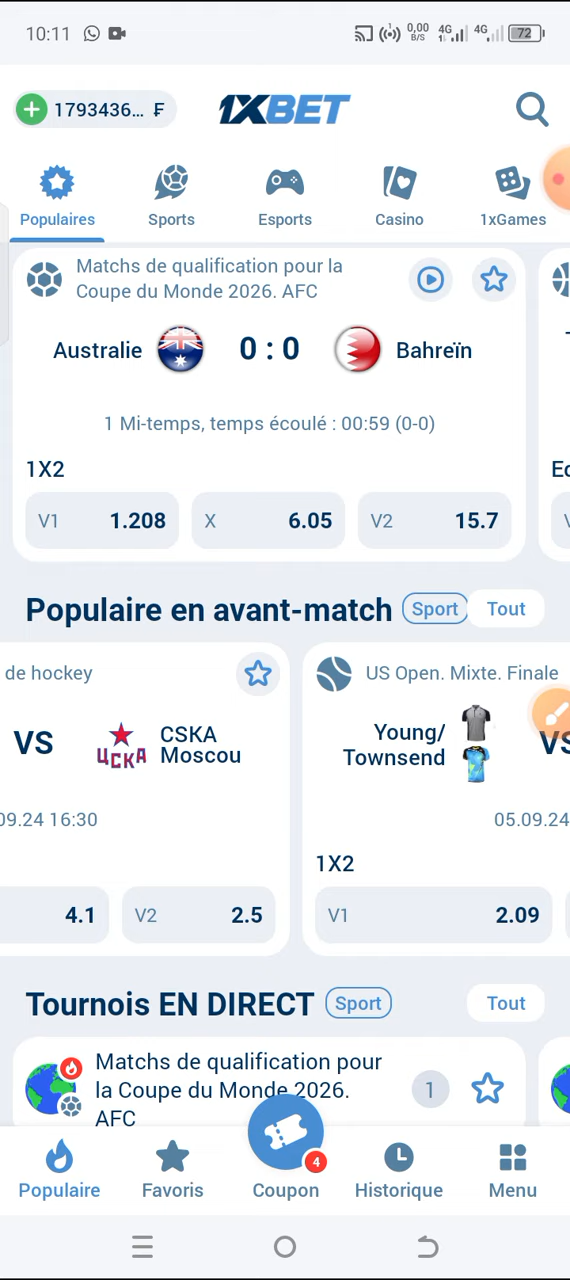 10:11
0,00 B/S 4G 4G 72
1793436... ₣
1XBET
Populaires Sports Esports Casino 1xGames
Matchs de qualification pour la
Coupe du Monde 2026. AFC
Australie 0 : 0 Bahreïn
1 Mi-temps, temps écoulé : 00:59 (0-0)
1X2
V1 1.208 X 6.05 V2 15.7
Populaire en avant-match Sport Tout
de hockey
VS CSKA
Moscou
ЦСКА
09.24 16:30
4.1 V2 2.5
US Open. Mixte. Finale
Young/
Townsend
VS
05.09.24
1X2
V1 2.09
Tournois EN DIRECT Sport Tout
Matchs de qualification pour
la Coupe du Monde 2026.
AFC
1
4
Populaire Favoris Coupon Historique Menu